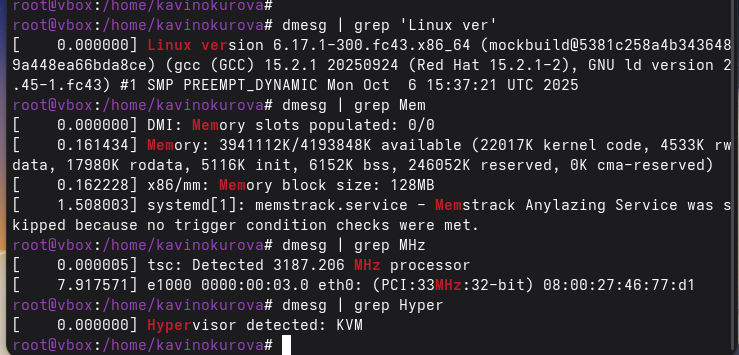 root@vbox:/home/kavinokurova#
root@vbox:/home/kavinokurova# dmesg | grep 'Linux ver'
[    0.000000] Linux version 6.17.1-300.fc43.x86_64 (mockbuild@5381c258a4b343648
9a448ea66bda8ce) (gcc (GCC) 15.2.1 20250924 (Red Hat 15.2.1-2), GNU ld version 2
.45-1.fc43) #1 SMP PREEMPT_DYNAMIC Mon Oct  6 15:37:21 UTC 2025
root@vbox:/home/kavinokurova# dmesg | grep Mem
[    0.000000] DMI: Memory slots populated: 0/0
[    0.161434] Memory: 3941112K/4193848K available (22017K kernel code, 4533K rw
data, 17980K rodata, 5116K init, 6152K bss, 246052K reserved, 0K cma-reserved)
[    0.162228] x86/mm: Memory block size: 128MB
[    1.508003] systemd[1]: memstrack.service - Memstrack Anylazing Service was s
kipped because no trigger condition checks were met.
root@vbox:/home/kavinokurova# dmesg | grep MHz
[    0.000005] tsc: Detected 3187.206 MHz processor
[    7.917571] e1000 0000:00:03.0 eth0: (PCI:33MHz:32-bit) 08:00:27:46:77:d1
root@vbox:/home/kavinokurova# dmesg | grep Hyper
[    0.000000] Hypervisor detected: KVM
root@vbox:/home/kavinokurova#